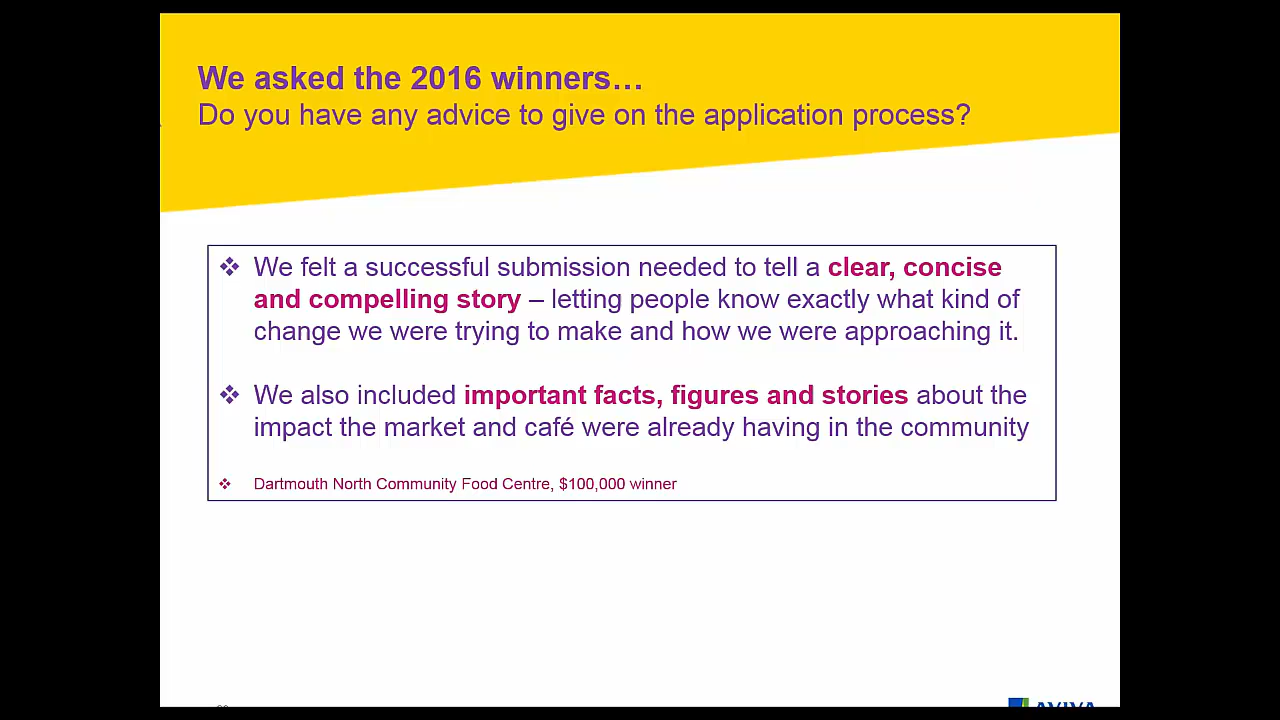 We asked the 2016 winners…
Do you have any advice to give on the application process?
❖ We felt a successful submission needed to tell a clear, concise
and compelling story – letting people know exactly what kind of
change we were trying to make and how we were approaching it.
❖ We also included important facts, figures and stories about the
impact the market and café were already having in the community
❖ Dartmouth North Community Food Centre, $100,000 winner
AVIVA